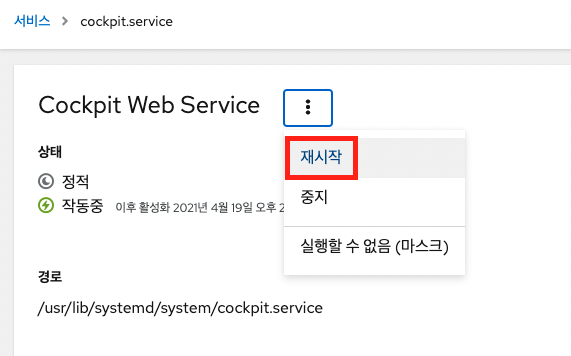 서비스 > cockpit.service
Cockpit Web Service
재시작
중지
실행할 수 없음 (마스크)
상태
정적
작동중 이후 활성화 2021년 4월 19일 오후
경로
/usr/lib/systemd/system/cockpit.service